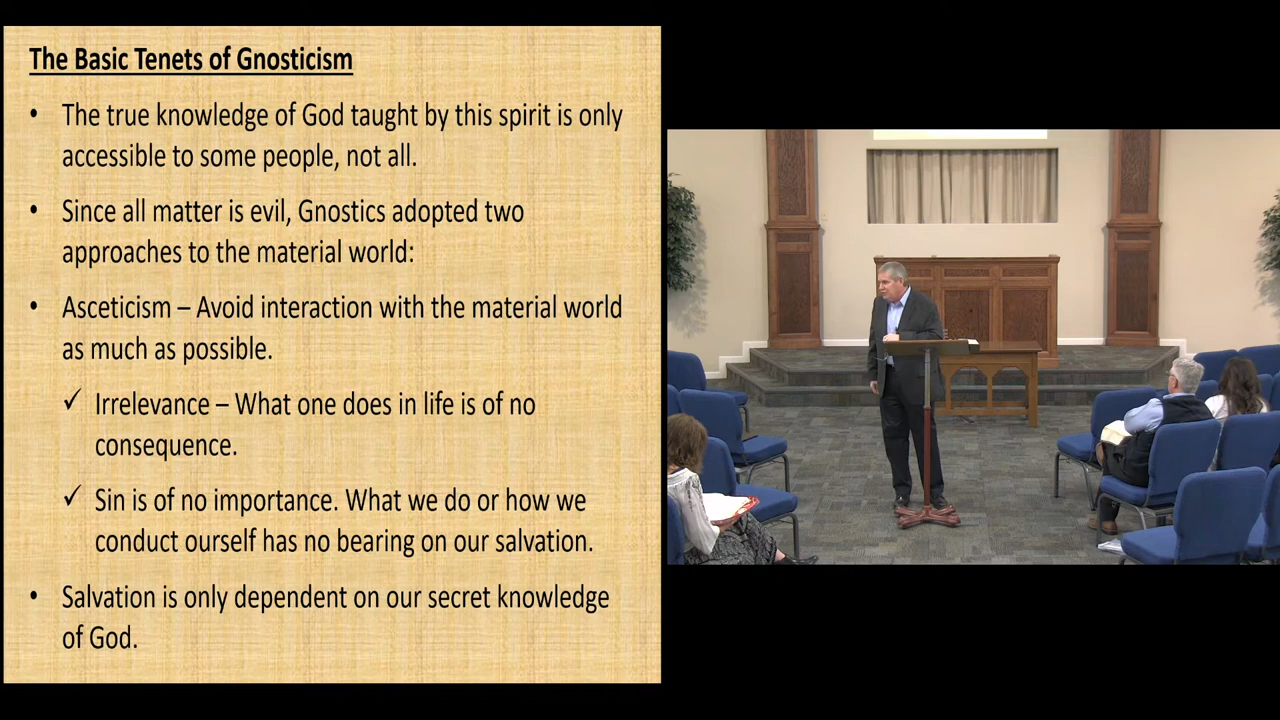 The Basic Tenets of Gnosticism
• The true knowledge of God taught by this spirit is only
accessible to some people, not all.
• Since all matter is evil, Gnostics adopted two
approaches to the material world:
• Asceticism – Avoid interaction with the material world
as much as possible.
✓ Irrelevance – What one does in life is of no
consequence.
✓ Sin is of no importance. What we do or how we
conduct ourself has no bearing on our salvation.
• Salvation is only dependent on our secret knowledge
of God.